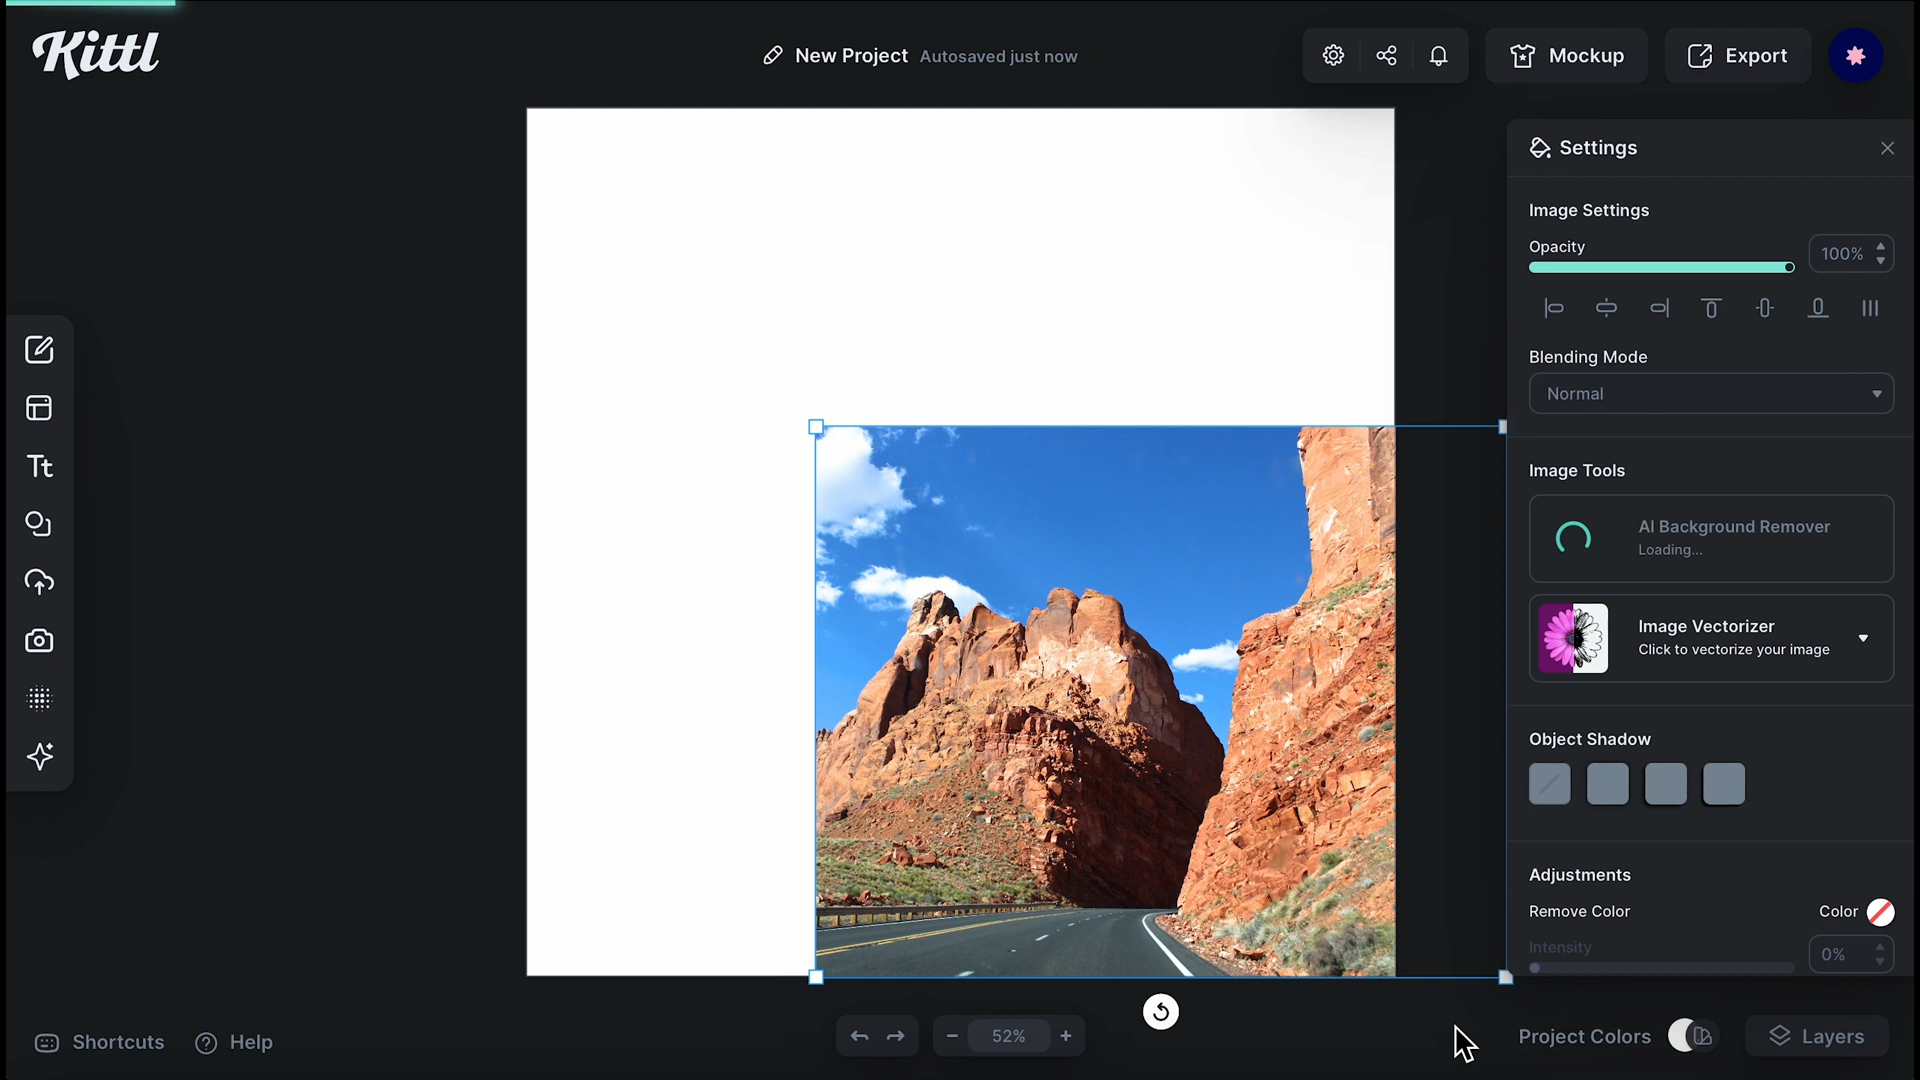 Kittl
New Project Autosaved just now
Mockup
Export
Settings
Image Settings
Opacity
100%
Blending Mode
Normal
Image Tools
AI Background Remover
Loading...
Image Vectorizer
Click to vectorize your image
Object Shadow
Adjustments
Remove Color
Color
Intensity
0%
Tt
Shortcuts
Help
52%
Project Colors
Layers